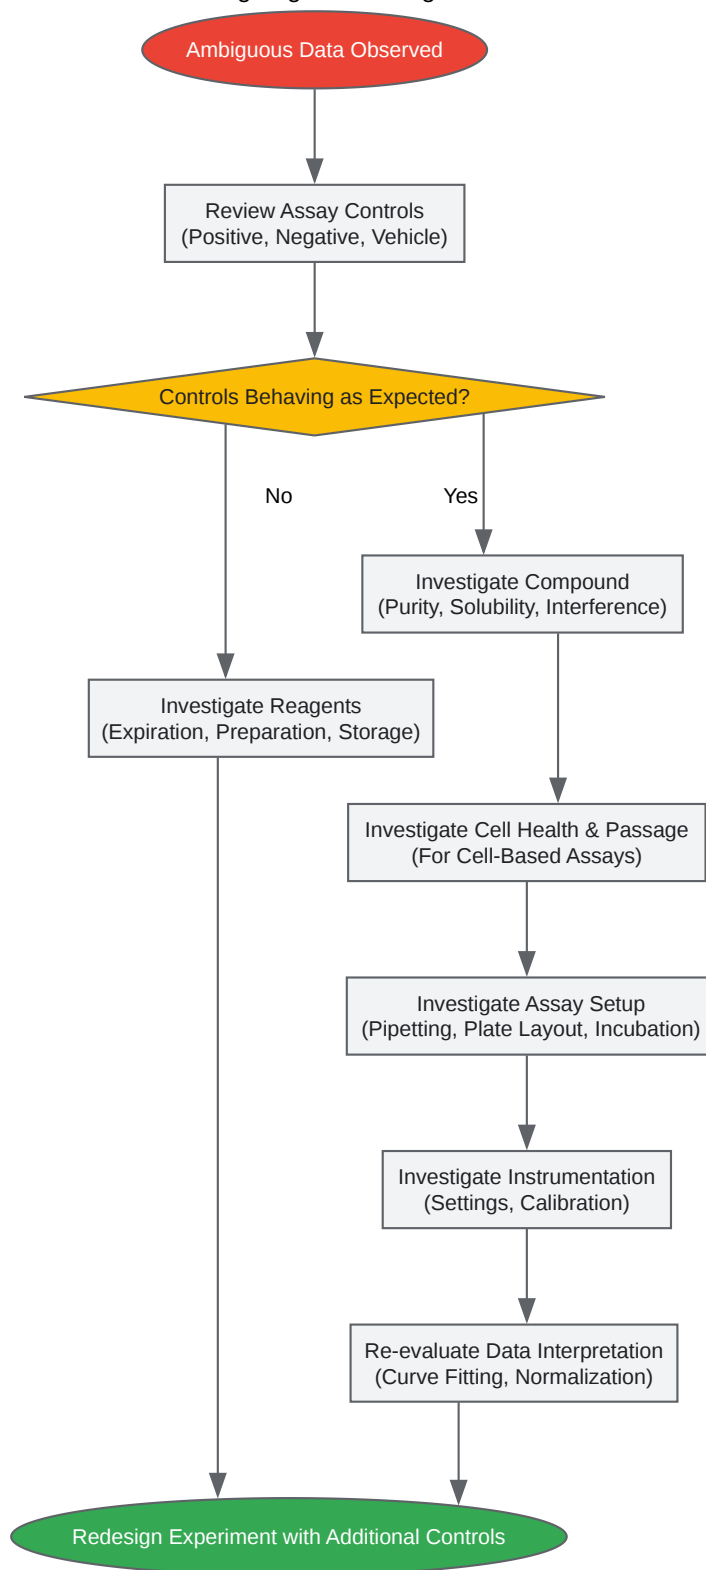 Ambiguous Data Observed
Review Assay Controls
(Positive, Negative, Vehicle)
Controls Behaving as Expected?
No
Yes
Investigate Compound
(Purity, Solubility, Interference)
Investigate Reagents
(Expiration, Preparation, Storage)
Investigate Cell Health & Passage
(For Cell-Based Assays)
Investigate Assay Setup
(Pipetting, Plate Layout, Incubation)
Investigate Instrumentation
(Settings, Calibration)
Re-evaluate Data Interpretation
(Curve Fitting, Normalization)
Redesign Experiment with Additional Controls